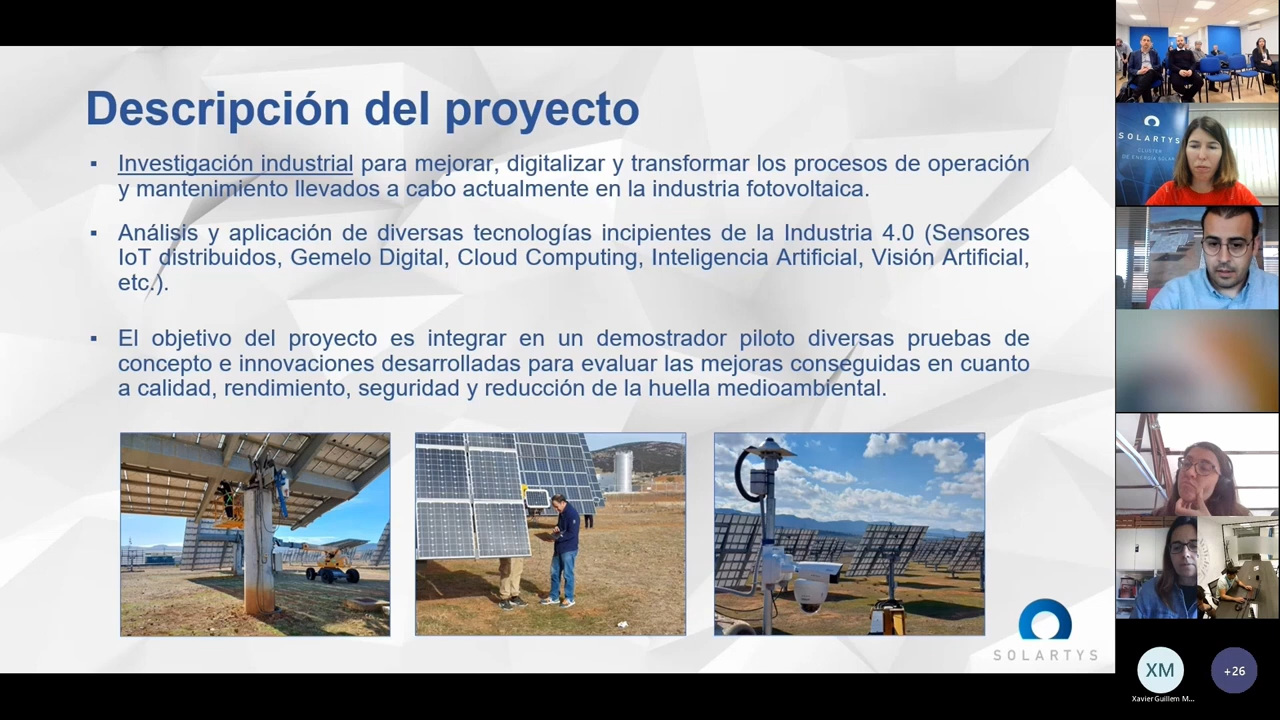 Descripción del proyecto
▪ Investigación industrial para mejorar, digitalizar y transformar los procesos de operación
y mantenimiento llevados a cabo actualmente en la industria fotovoltaica.
▪ Análisis y aplicación de diversas tecnologías incipientes de la Industria 4.0 (Sensores
IoT distribuidos, Gemelo Digital, Cloud Computing, Inteligencia Artificial, Visión Artificial,
etc.).
▪ El objetivo del proyecto es integrar en un demostrador piloto diversas pruebas de
concepto e innovaciones desarrolladas para evaluar las mejoras conseguidas en cuanto
a calidad, rendimiento, seguridad y reducción de la huella medioambiental.
SOLARTYS
SOLARTYS
CLUSTER
DE ENERGÍA SOLAR
XM
+26
Xavier Guillem M...